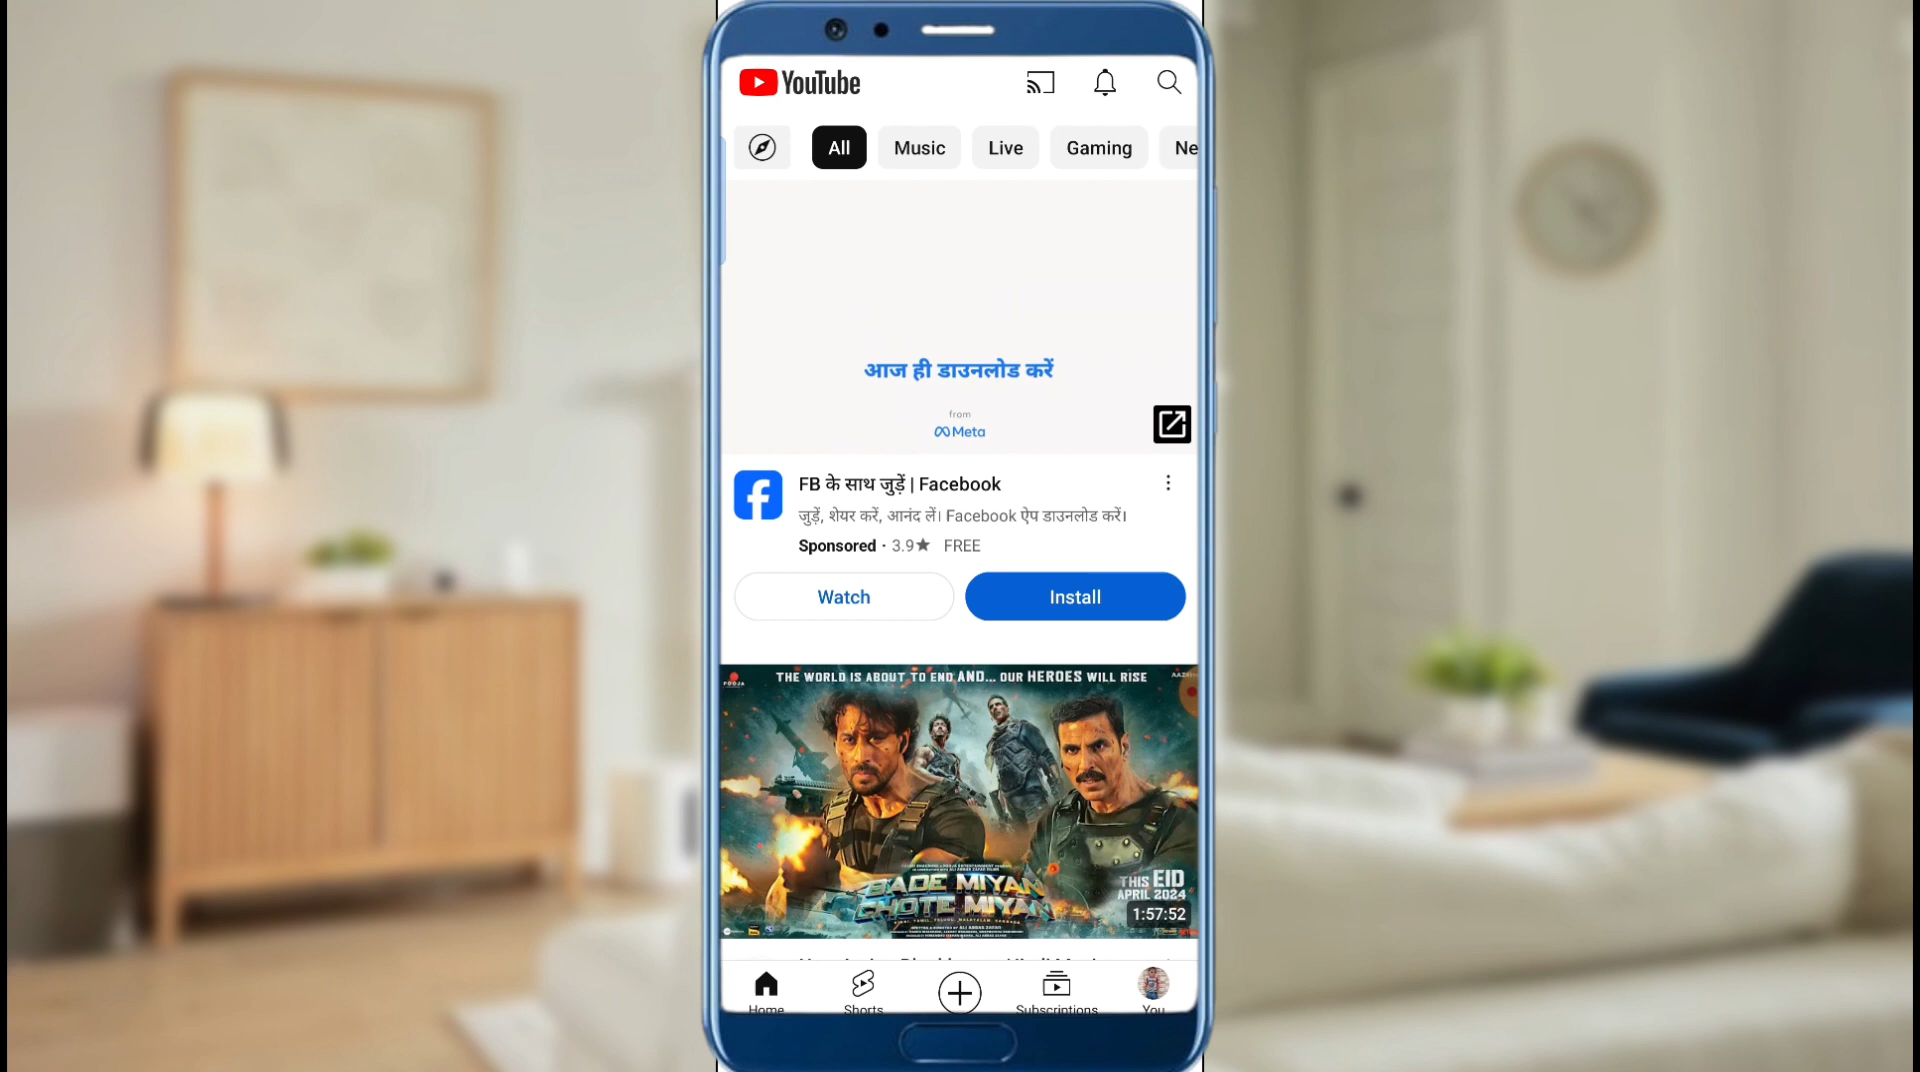 YouTube
All Music Live Gaming Ne
आज ही डाउनलोड करें
from
Meta
FB के साथ जुड़ें | Facebook
जुड़ें, शेयर करें, आनंद लें। Facebook ऐप डाउनलोड करें।
Sponsored · 3.9★ FREE
Watch Install
POOJA
THE WORLD IS ABOUT TO END AND... OUR HEROES WILL RISE
BADE MIYAN
CHOTE MIYAN
THIS EID
APRIL 2024
1:57:52
Home Shorts Subscriptions You